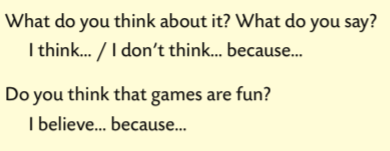 What do you think about it? What do you say?
I think... / I don't think... because...
Do you think that games are fun?
I believe... because...